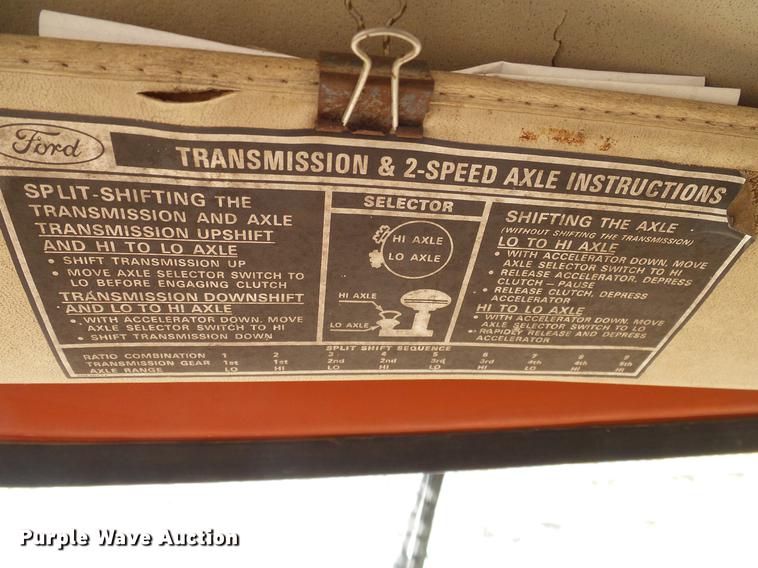 Ford
TRANSMISSION & 2-SPEED AXLE INSTRUCTIONS
SPLIT-SHIFTING THE
TRANSMISSION AND AXLE
TRANSMISSION UPSHIFT
AND HI TO LO AXLE
• SHIFT TRANSMISSION UP
• MOVE AXLE SELECTOR SWITCH TO
LO BEFORE ENGAGING CLUTCH
TRANSMISSION DOWNSHIFT
AND LO TO HI AXLE
• WITH ACCELERATOR DOWN, MOVE
AXLE SELECTOR SWITCH TO HI
• SHIFT TRANSMISSION DOWN
SELECTOR
HI AXLE
LO AXLE
HI AXLE
LO AXLE
SHIFTING THE AXLE
(WITHOUT SHIFTING THE TRANSMISSION)
LO TO HI AXLE
• WITH ACCELERATOR DOWN, MOVE
AXLE SELECTOR SWITCH TO HI
• RELEASE ACCELERATOR, DEPRESS
CLUTCH — PAUSE
• RELEASE CLUTCH, DEPRESS
ACCELERATOR
HI TO LO AXLE
• WITH ACCELERATOR DOWN, MOVE
AXLE SELECTOR SWITCH TO LO
• RAPIDLY RELEASE AND DEPRESS
ACCELERATOR
SPLIT SHIFT SEQUENCE
RATIO COMBINATION 1 2 3 4 5 6 7 8 9
TRANSMISSION GEAR 1st 1st 2nd 2nd 3rd 3rd 4th 4th 5th
AXLE RANGE LO HI LO HI LO HI LO HI HI
Purple Wave Auction